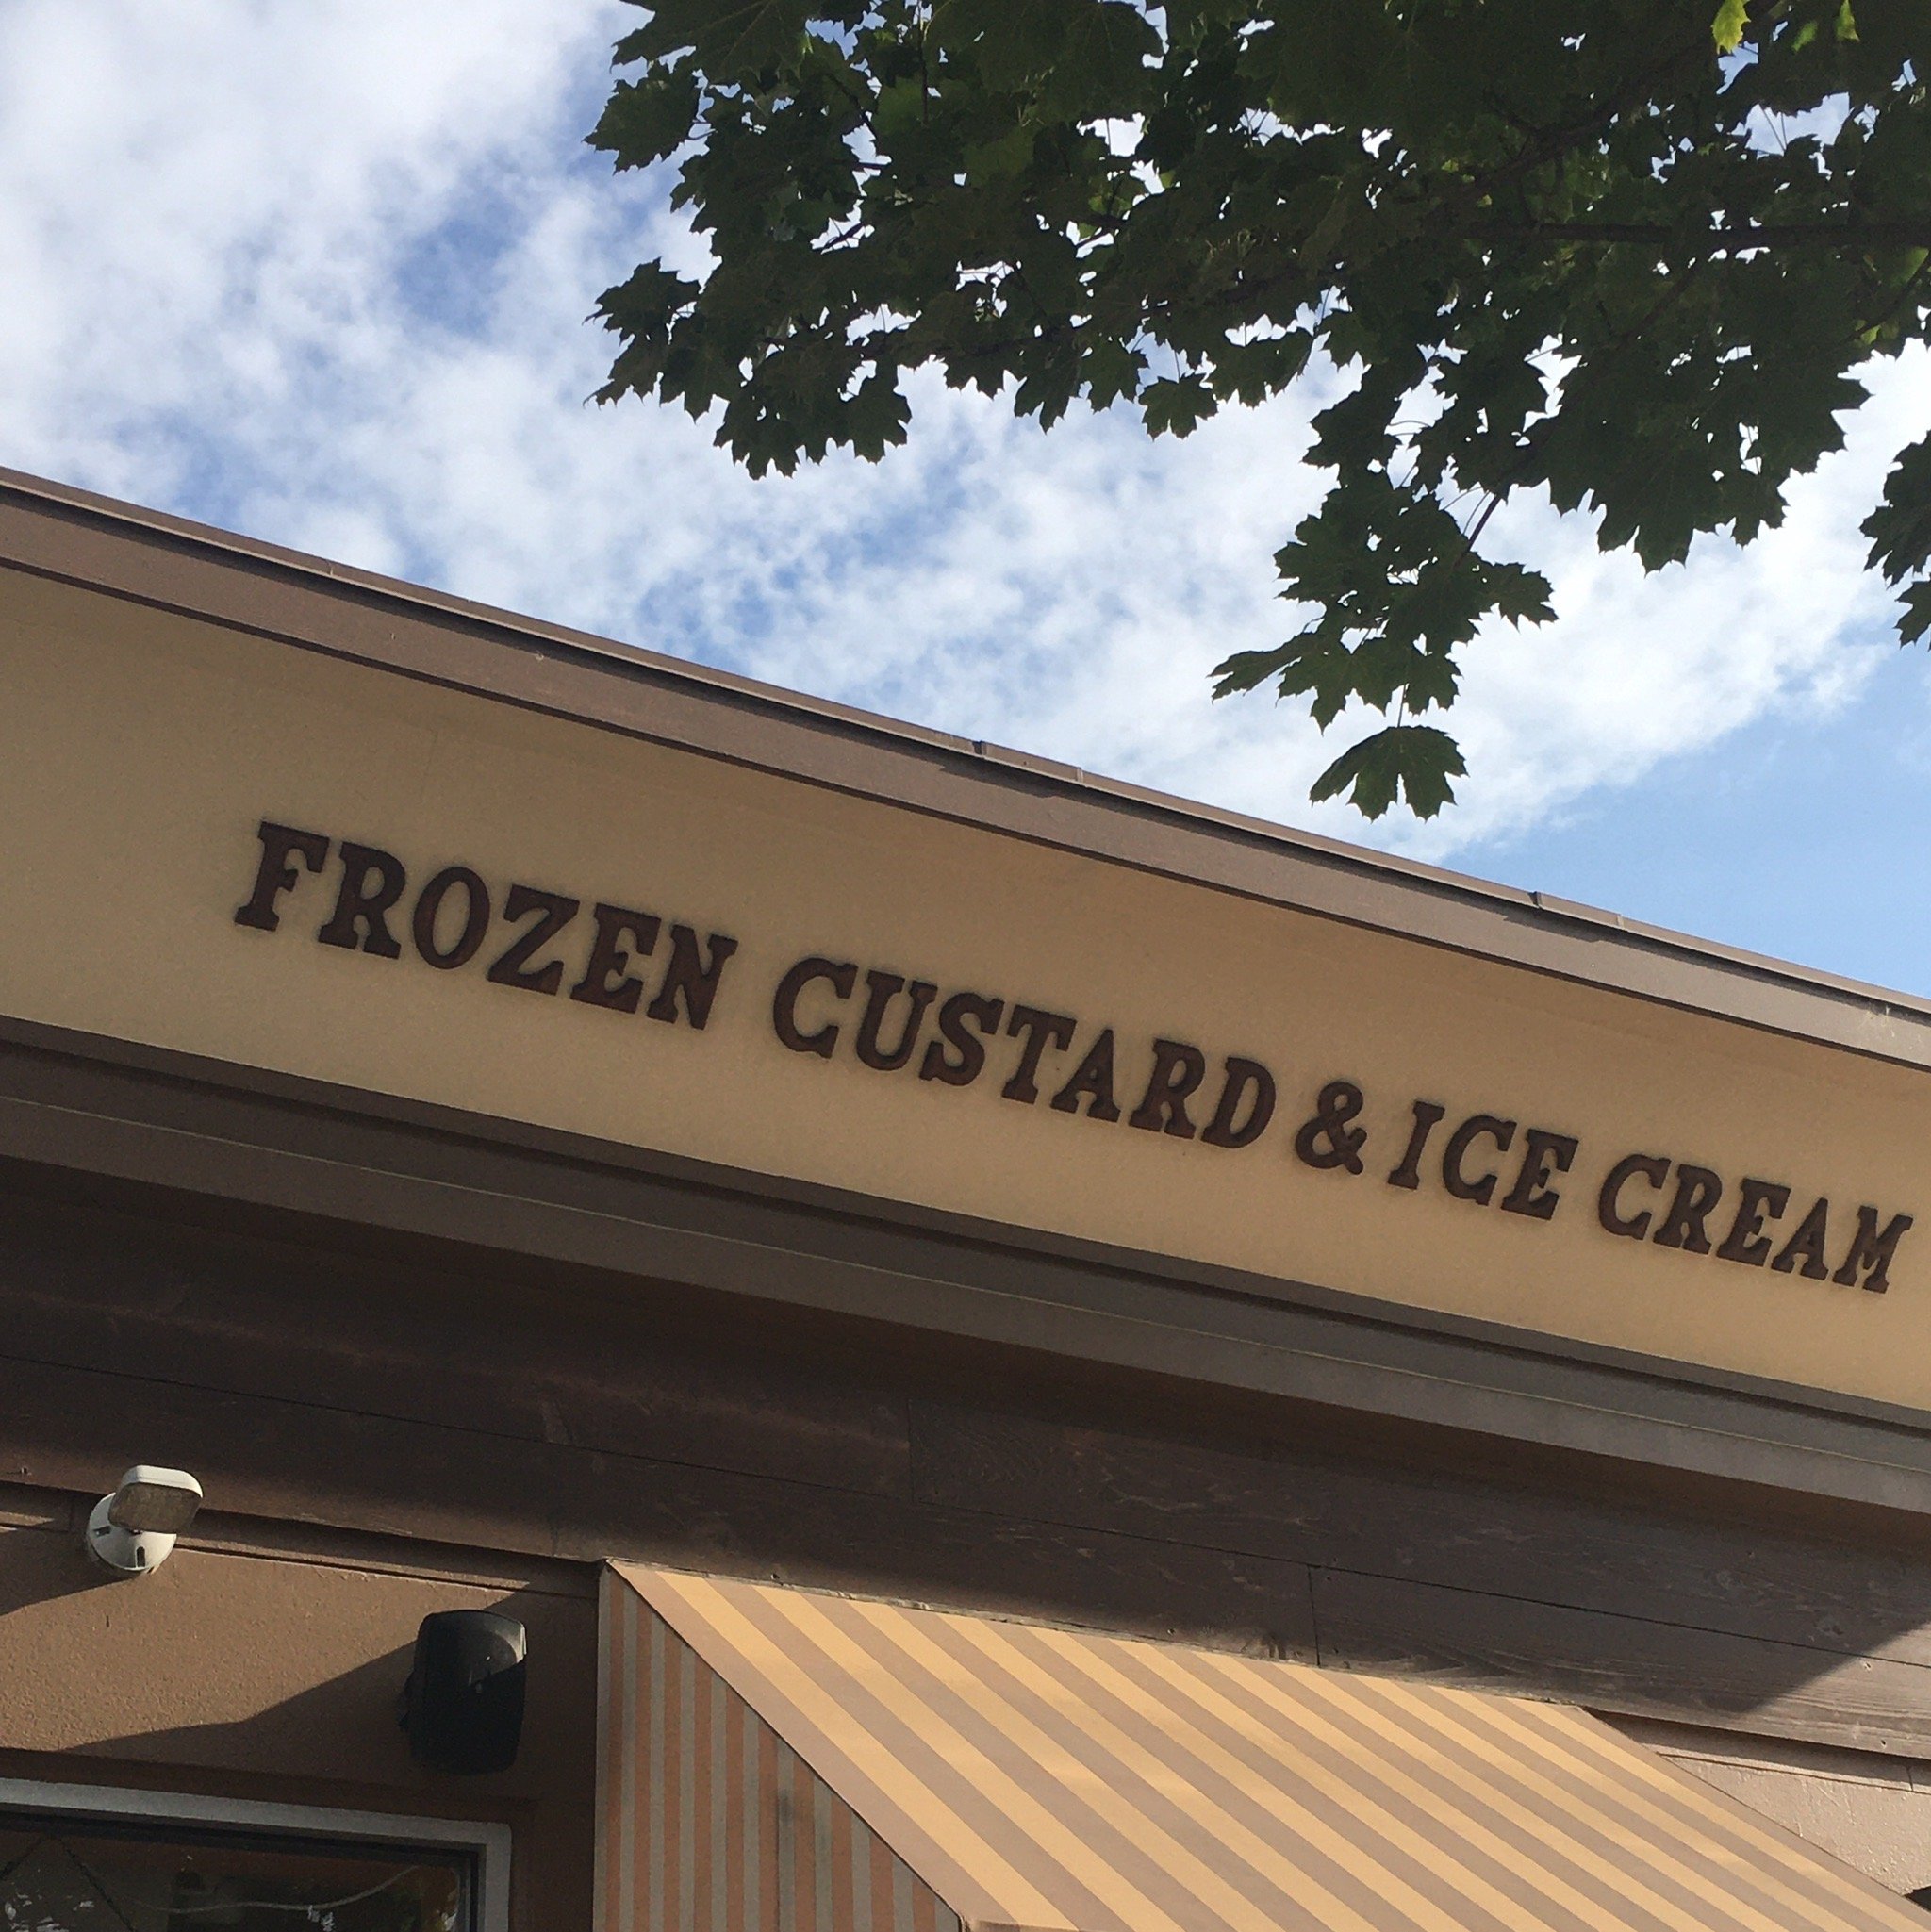 FROZEN CUSTARD & ICE CREAM